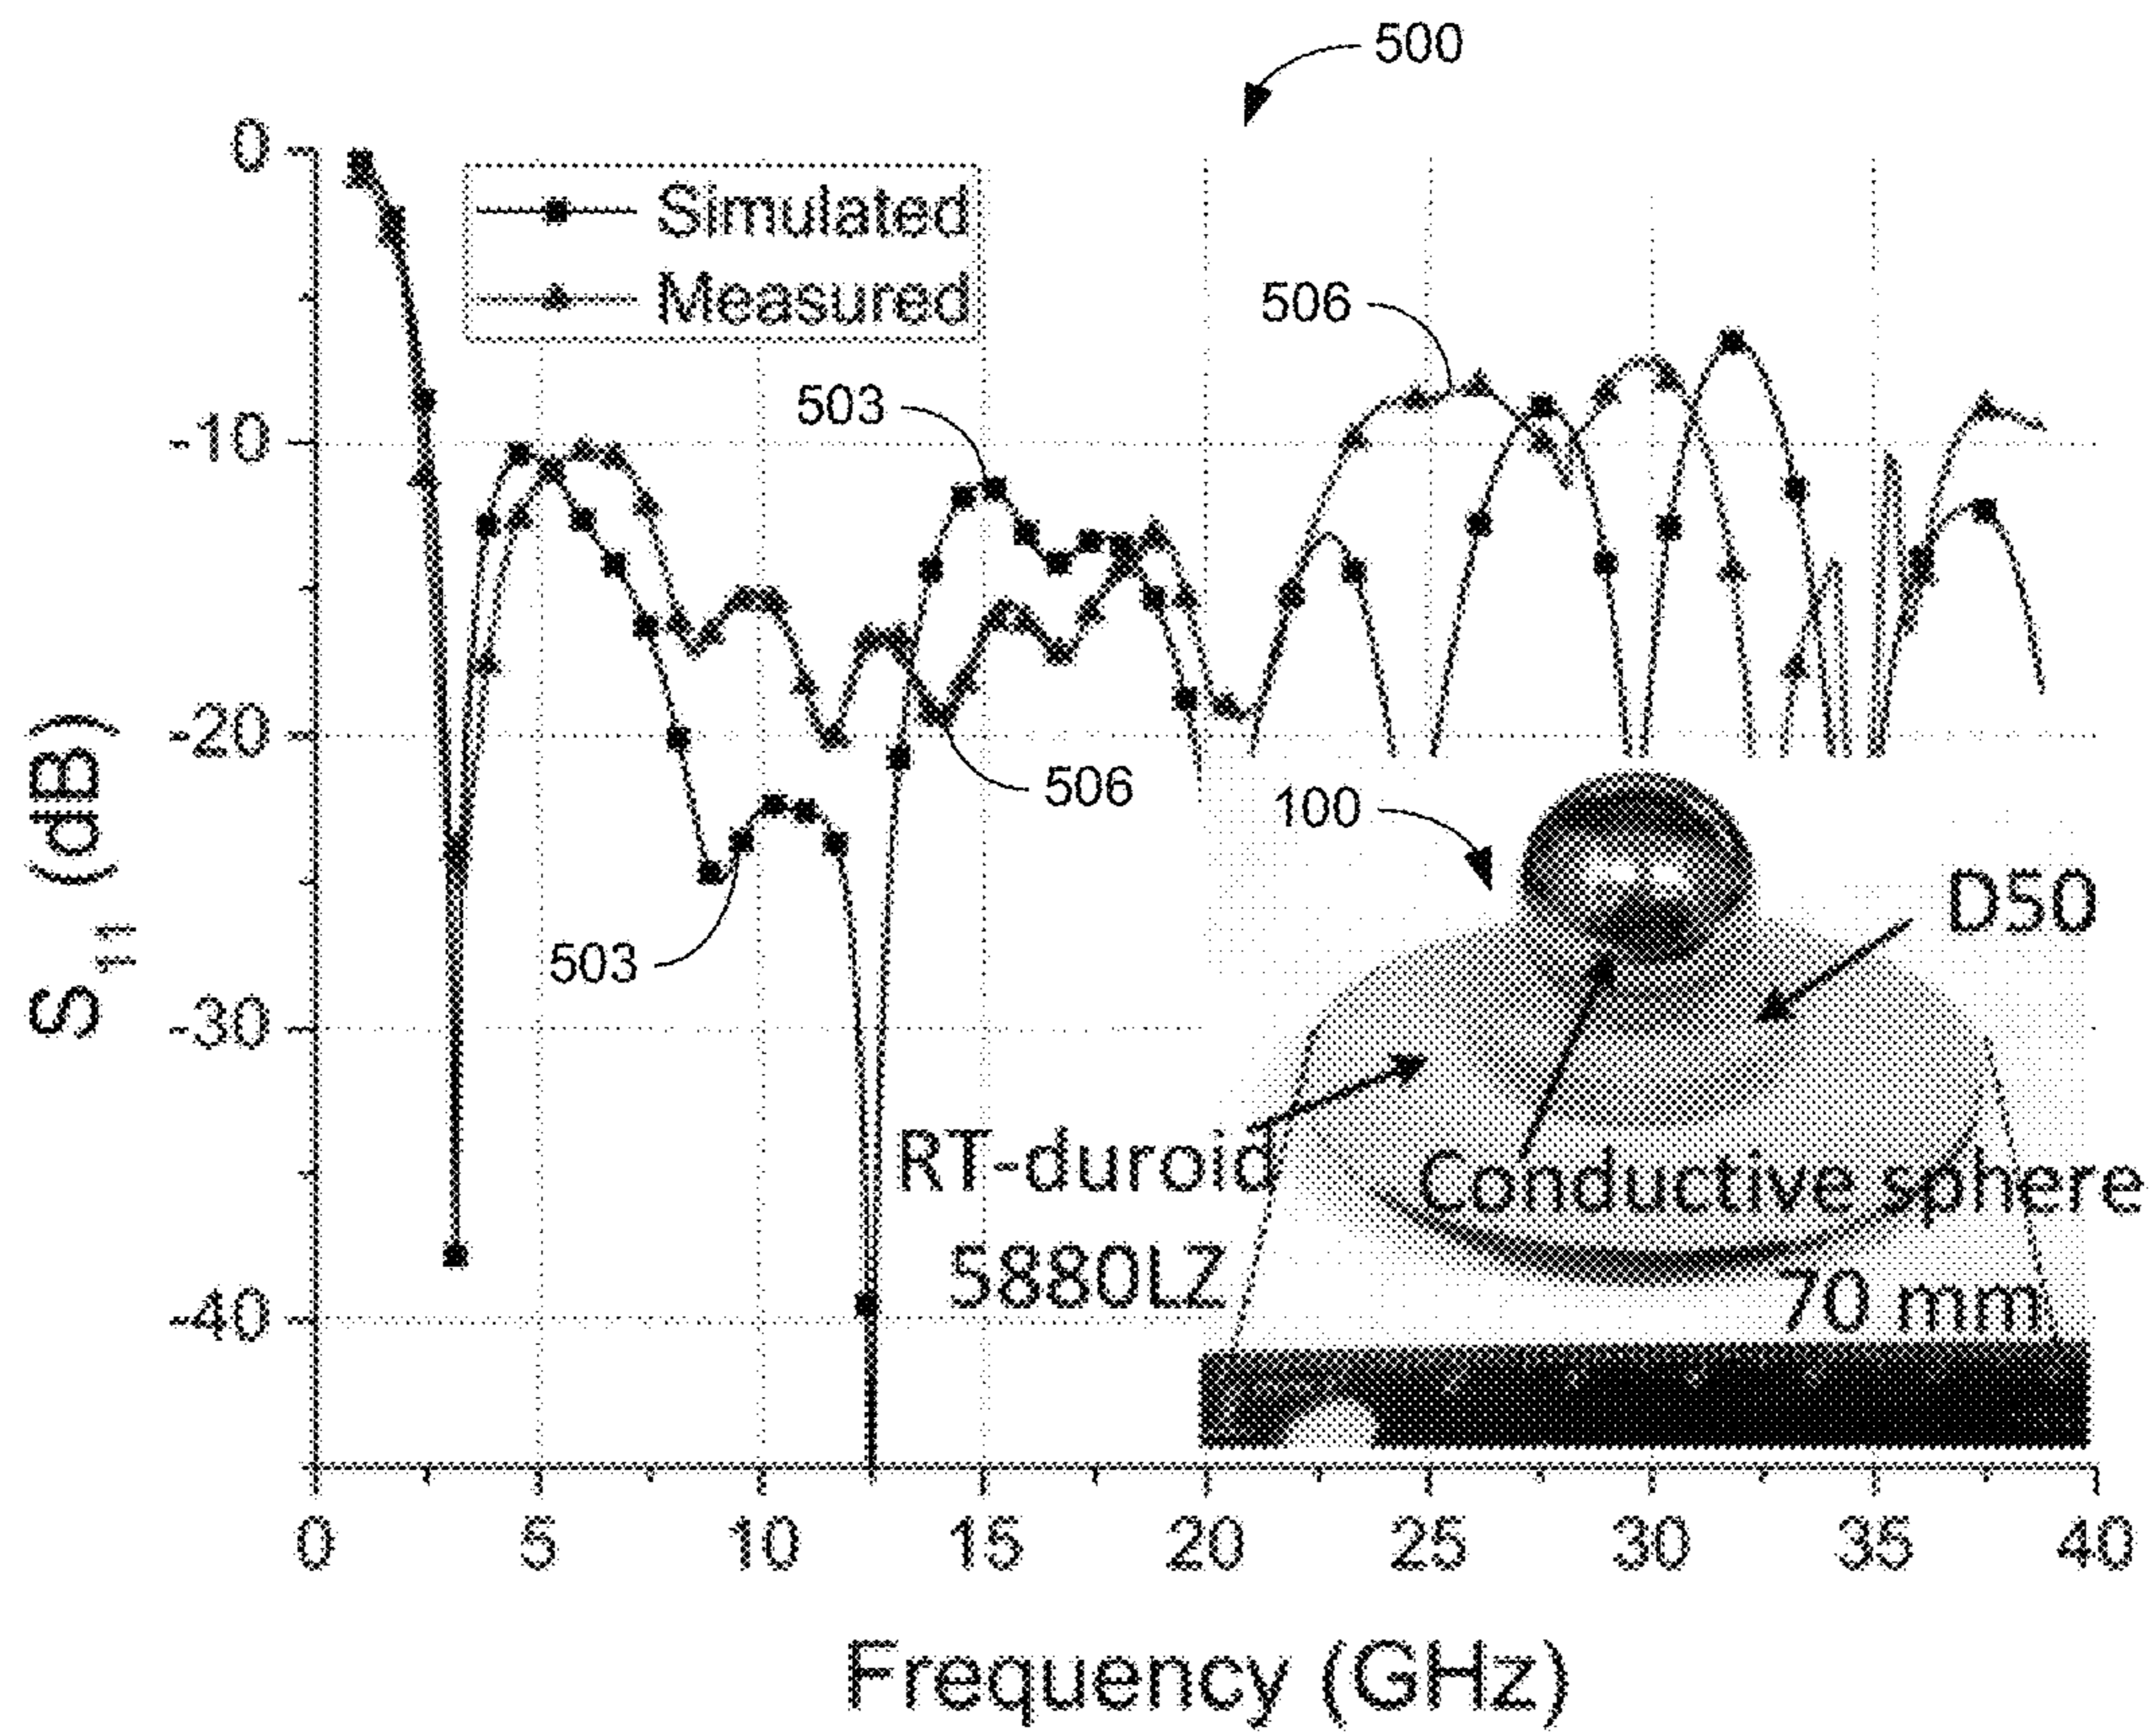 500
0
Simulated
Measured
506
503
-10
-20
506
100
D50
503
S11 (dB)
-30
RT-duroid
5880LZ
Conductive sphere
70 mm
-40
0 5 10 15 20 25 30 35 40
Frequency (GHz)